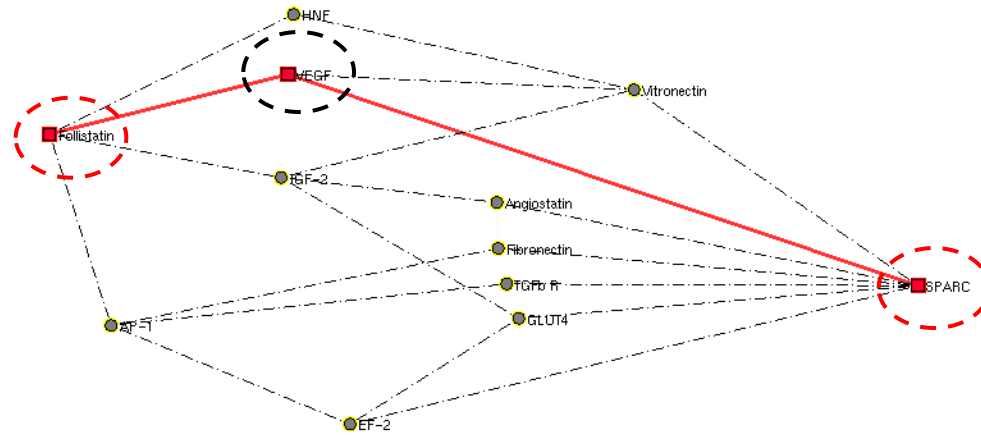 HNF
VEGF
Vitronectin
Follistatin
IGF-2
Angiostatin
Fibronectin
TGFb R
SPARC
GLUT4
AP-1
EF-2